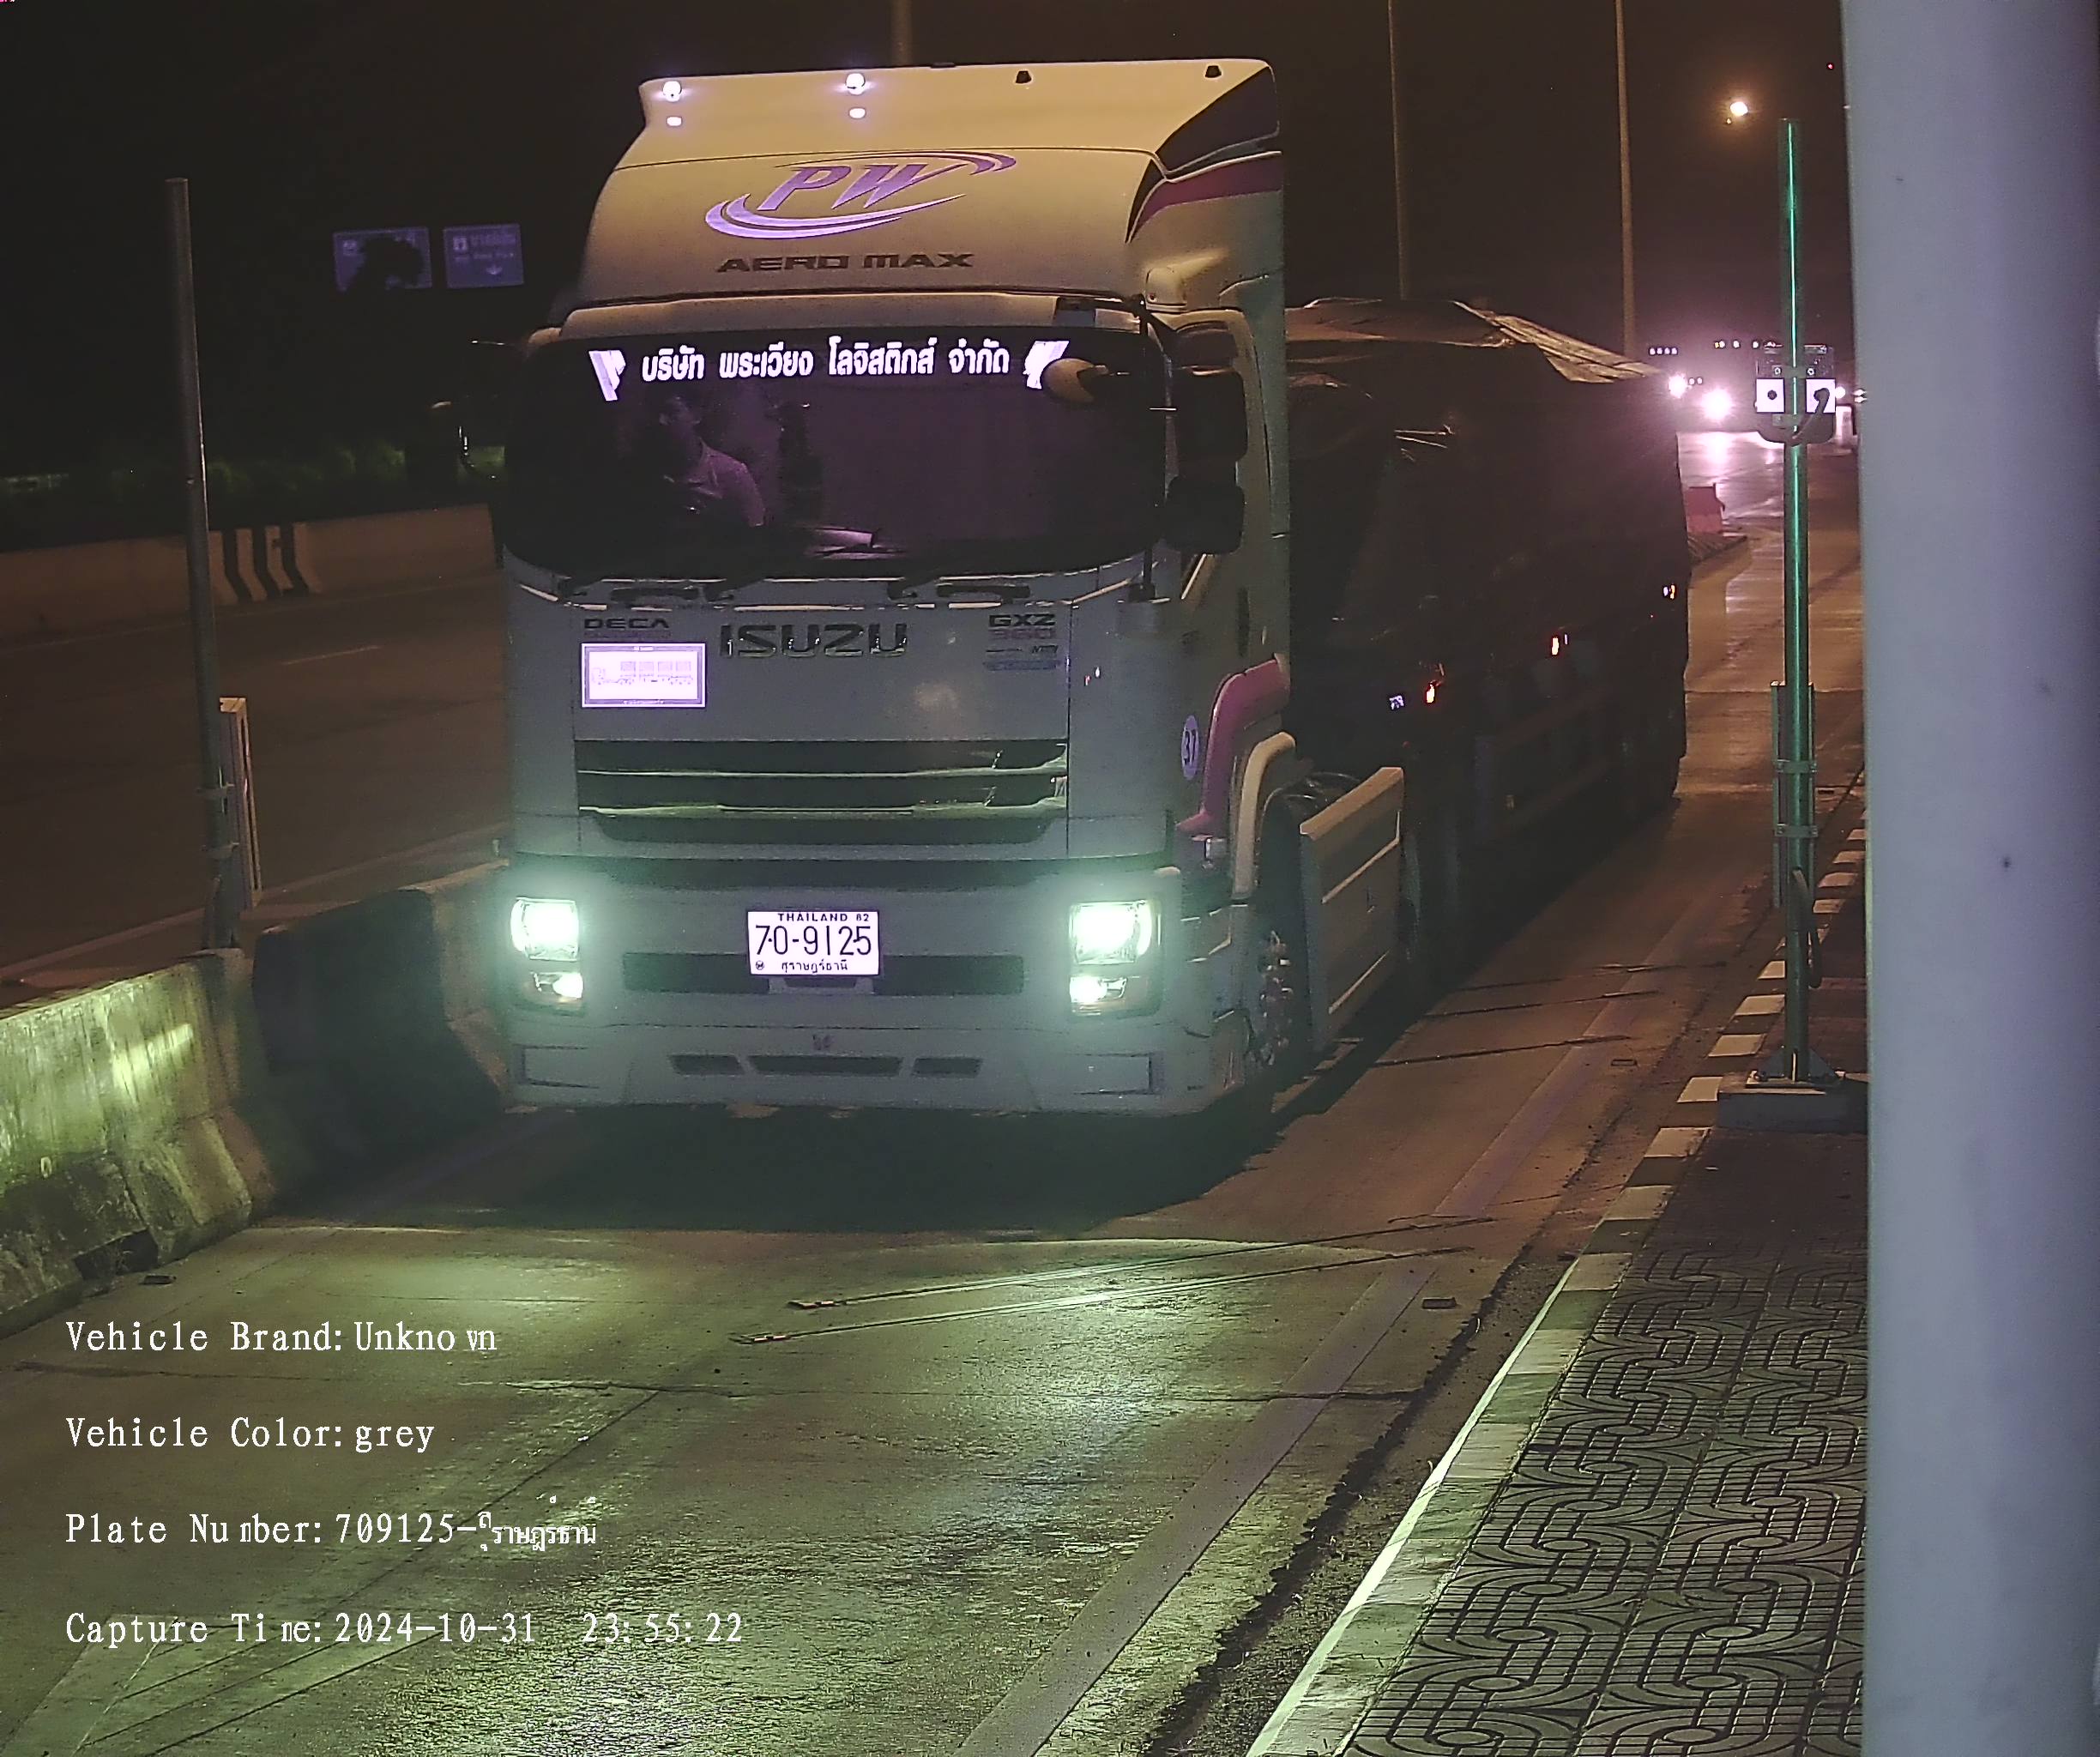 PW
AERO MAX
บริษัท พระเวียง โลจิสติกส์ จำกัด
DECA
ISUZU
GXZ
360
37
THAILAND 82
70-9125
สุราษฎร์ธานี
Vehicle Brand:Unknown
Vehicle Color:grey
Plate Number:709125-สุราษฎร์ธานี
Capture Time:2024-10-31 23:55:22